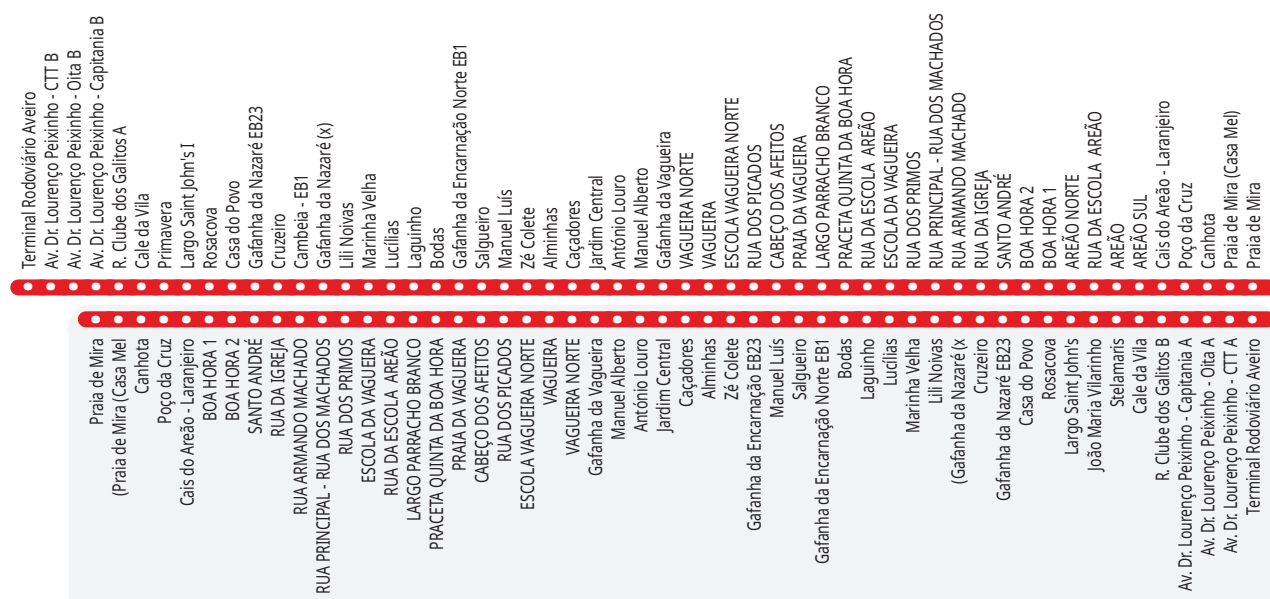 Terminal Rodoviário Aveiro
Av. Dr. Lourenço Peixinho - CTT B
Av. Dr. Lourenço Peixinho - Oita B
Av. Dr. Lourenço Peixinho - Capitania B
R. Clube dos Galitos A
Cale da Vila
Primavera
Largo Saint John's I
Rosacova
Casa do Povo
Gafanha da Nazaré EB23
Cruzeiro
Cambeia - EB1
Gafanha da Nazaré (x)
Lili Noivas
Marinha Velha
Lucílias
Laguinho
Bodas
Gafanha da Encarnação Norte EB1
Salgueiro
Manuel Luís
Zé Colete
Alminhas
Caçadores
Jardim Central
António Louro
Manuel Alberto
Gafanha da Vagueira
VAGUEIRA NORTE
VAGUEIRA
ESCOLA VAGUEIRA NORTE
RUA DOS PICADOS
CABEÇO DOS AFEITOS
PRAIA DA VAGUEIRA
LARGO PARRACHO BRANCO
PRACETA QUINTA DA BOA HORA
RUA DA ESCOLA AREÃO
ESCOLA DA VAGUEIRA
RUA DOS PRIMOS
RUA PRINCIPAL - RUA DOS MACHADOS
RUA ARMANDO MACHADO
RUA DA IGREJA
SANTO ANDRÉ
BOA HORA 2
BOA HORA 1
AREÃO NORTE
RUA DA ESCOLA AREÃO
AREÃO
AREÃO SUL
Cais do Areão - Laranjeiro
Poço da Cruz
Canhota
Praia de Mira (Casa Mel)
Praia de Mira
Praia de Mira
(Praia de Mira (Casa Mel
Canhota
Poço da Cruz
Cais do Areão - Laranjeiro
BOA HORA 1
BOA HORA 2
SANTO ANDRÉ
RUA DA IGREJA
RUA ARMANDO MACHADO
RUA PRINCIPAL - RUA DOS MACHADOS
RUA DOS PRIMOS
ESCOLA DA VAGUEIRA
RUA DA ESCOLA AREÃO
LARGO PARRACHO BRANCO
PRACETA QUINTA DA BOA HORA
PRAIA DA VAGUEIRA
CABEÇO DOS AFEITOS
RUA DOS PICADOS
ESCOLA VAGUEIRA NORTE
VAGUEIRA
VAGUEIRA NORTE
Gafanha da Vagueira
Manuel Alberto
António Louro
Jardim Central
Caçadores
Alminhas
Zé Colete
Gafanha da Encarnação EB23
Manuel Luís
Salgueiro
Gafanha da Encarnação Norte EB1
Bodas
Laguinho
Lucílias
Marinha Velha
Lili Noivas
(Gafanha da Nazaré (x
Cruzeiro
Gafanha da Nazaré EB23
Casa do Povo
Rosacova
Largo Saint John's
João Maria Vilarinho
Stelamaris
Cale da Vila
R. Clube dos Galitos B
Av. Dr. Lourenço Peixinho - Capitania A
Av. Dr. Lourenço Peixinho - Oita A
Av. Dr. Lourenço Peixinho - CTT A
Terminal Rodoviário Aveiro